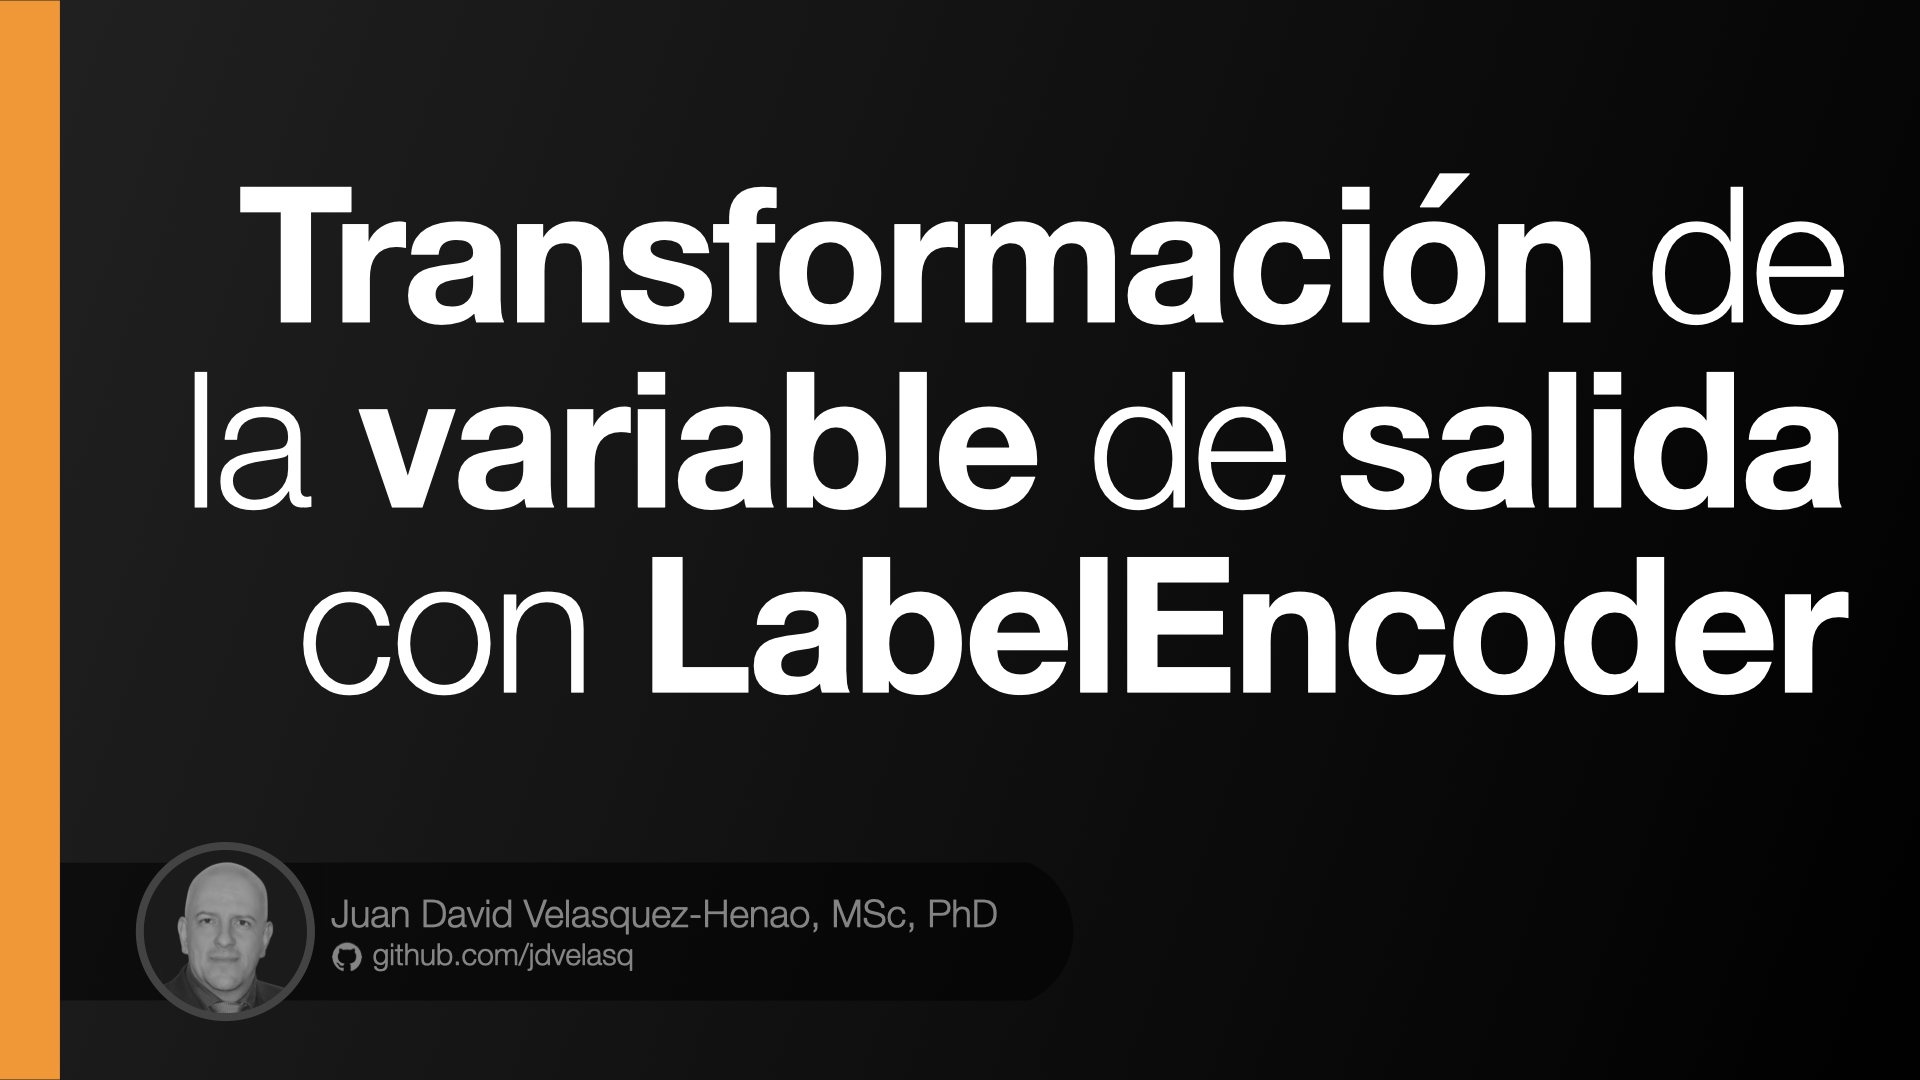 Transformación de
la variable de salida
con LabelEncoder
Juan David Velasquez-Henao, MSc, PhD
github.com/jdvelasq